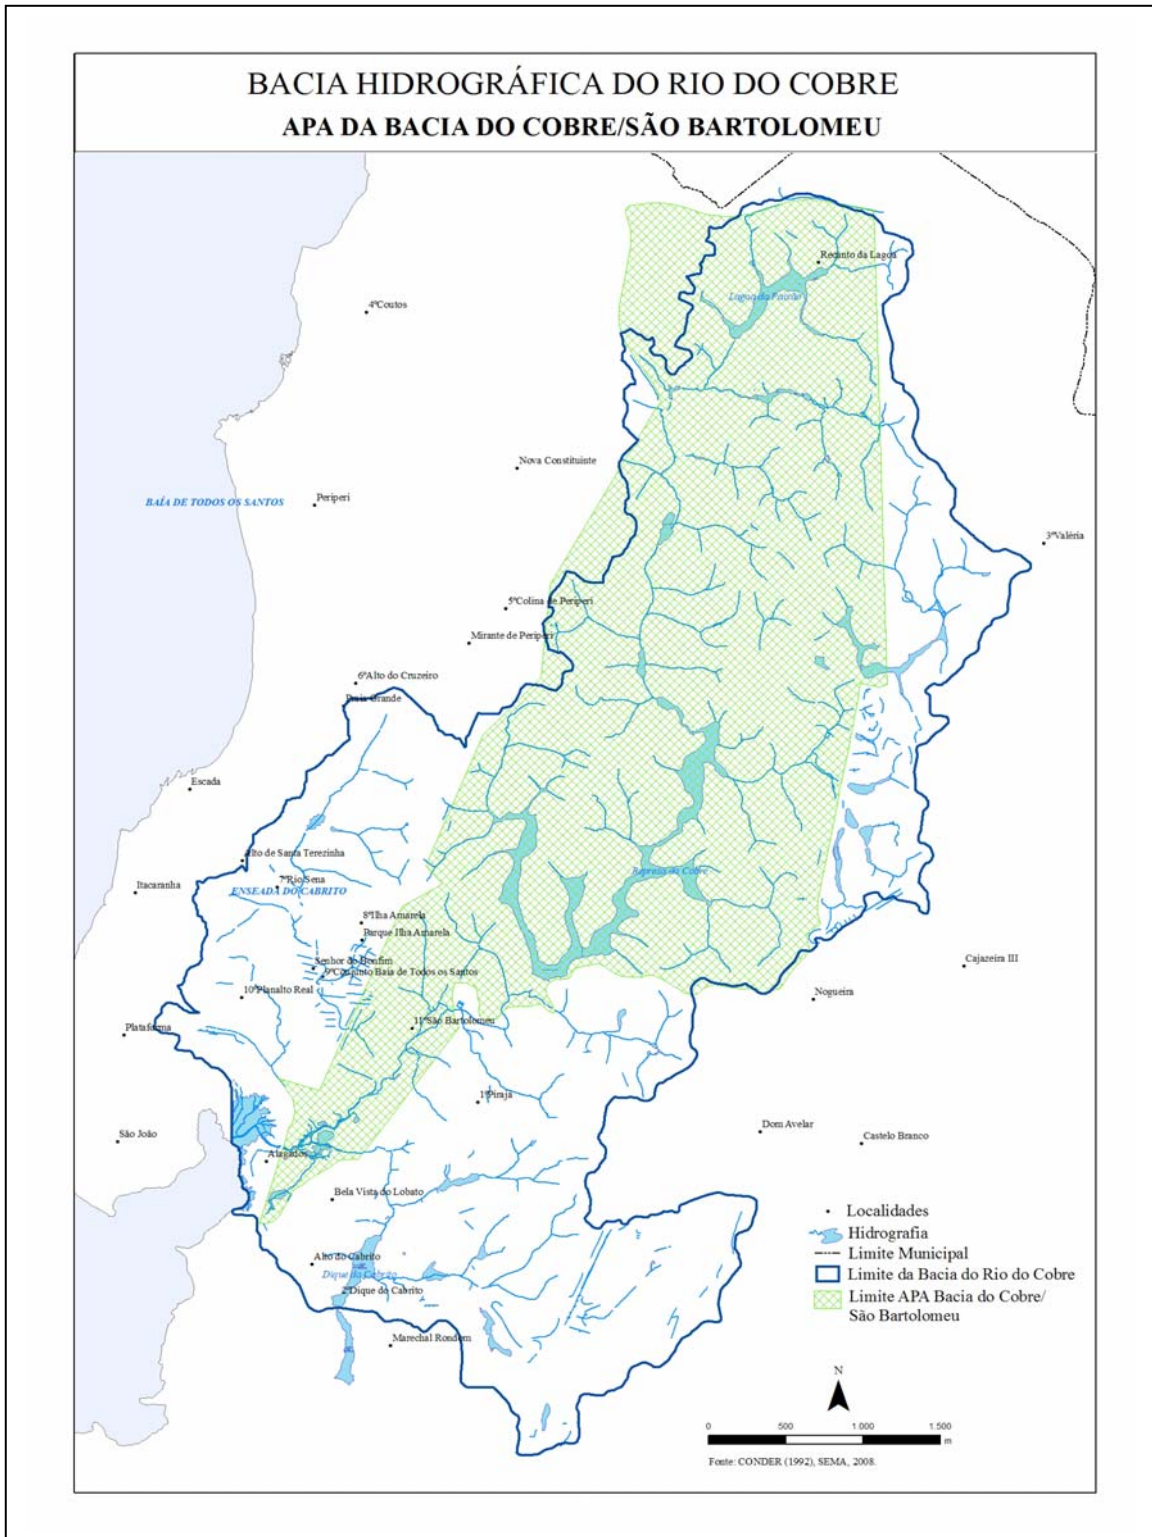 BACIA HIDROGRÁFICA DO RIO DO COBRE
APA DA BACIA DO COBRE/SÃO BARTOLOMEU
Recanto da Lagoa
Lagoa da Paixão
4ºCoutos
Nova Constituinte
BAÍA DE TODOS OS SANTOS
Periperi
3ºValéria
5ºColina de Periperi
Mirante de Periperi
6ºAlto do Cruzeiro
Praia Grande
Escada
Alto de Santa Terezinha
Represa do Cobre
Itacaranha
7ºRio Sena
ENSEADA DO CABRITO
8ºIlha Amarela
Parque Ilha Amarela
Senhor do Bonfim
9ºConjunto Baia de Todos os Santos
Cajazeira III
10ºPlanalto Real
Nogueira
11ºSão Bartolomeu
Plataforma
1ºPirajá
Dom Avelar
São João
Castelo Branco
Alagados
Bela Vista do Lobato
Alto do Cabrito
Dique do Cabrito
2ºDique do Cabrito
Marechal Rondom
Localidades
Hidrografia
Limite Municipal
Limite da Bacia do Rio do Cobre
Limite APA Bacia do Cobre/
São Bartolomeu
N
0 500 1.000 1.500
m
Fonte: CONDER (1992), SEMA, 2008.